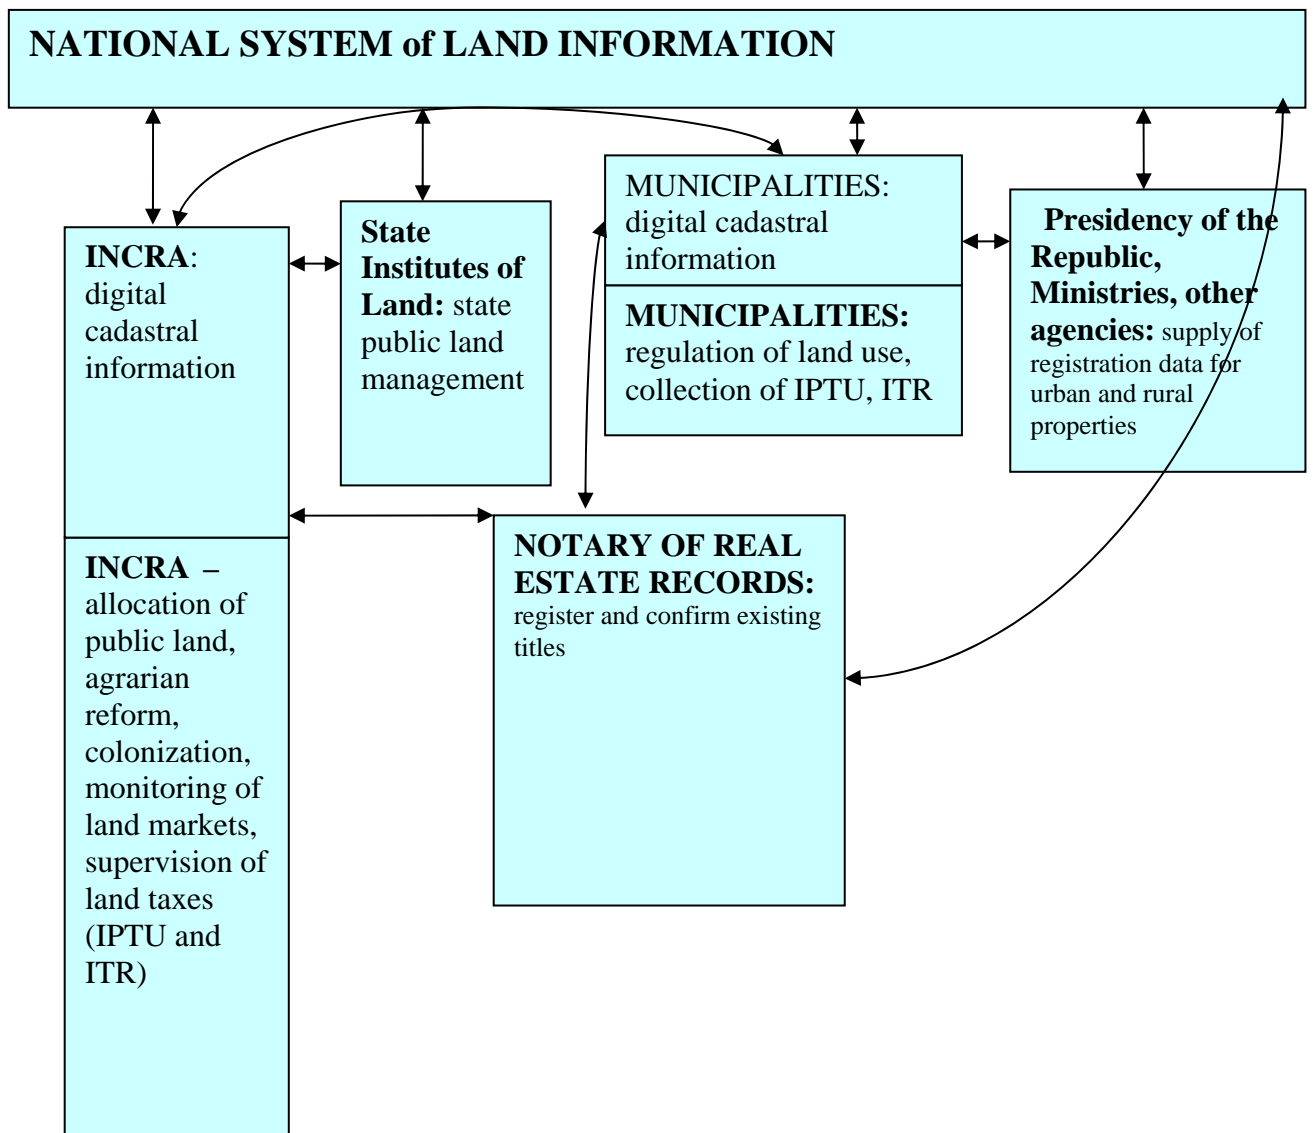 NATIONAL SYSTEM of LAND INFORMATION
INCRA:
digital
cadastral
information
INCRA –
allocation of
public land,
agrarian
reform,
colonization,
monitoring of
land markets,
supervision of
land taxes
(IPTU and
ITR)
State
Institutes of
Land: state
public land
management
MUNICIPALITIES:
digital cadastral
information
MUNICIPALITIES:
regulation of land use,
collection of IPTU, ITR
Presidency of the
Republic,
Ministries, other
agencies: supply of
registration data for
urban and rural
properties
NOTARY OF REAL
ESTATE RECORDS:
register and confirm existing
titles